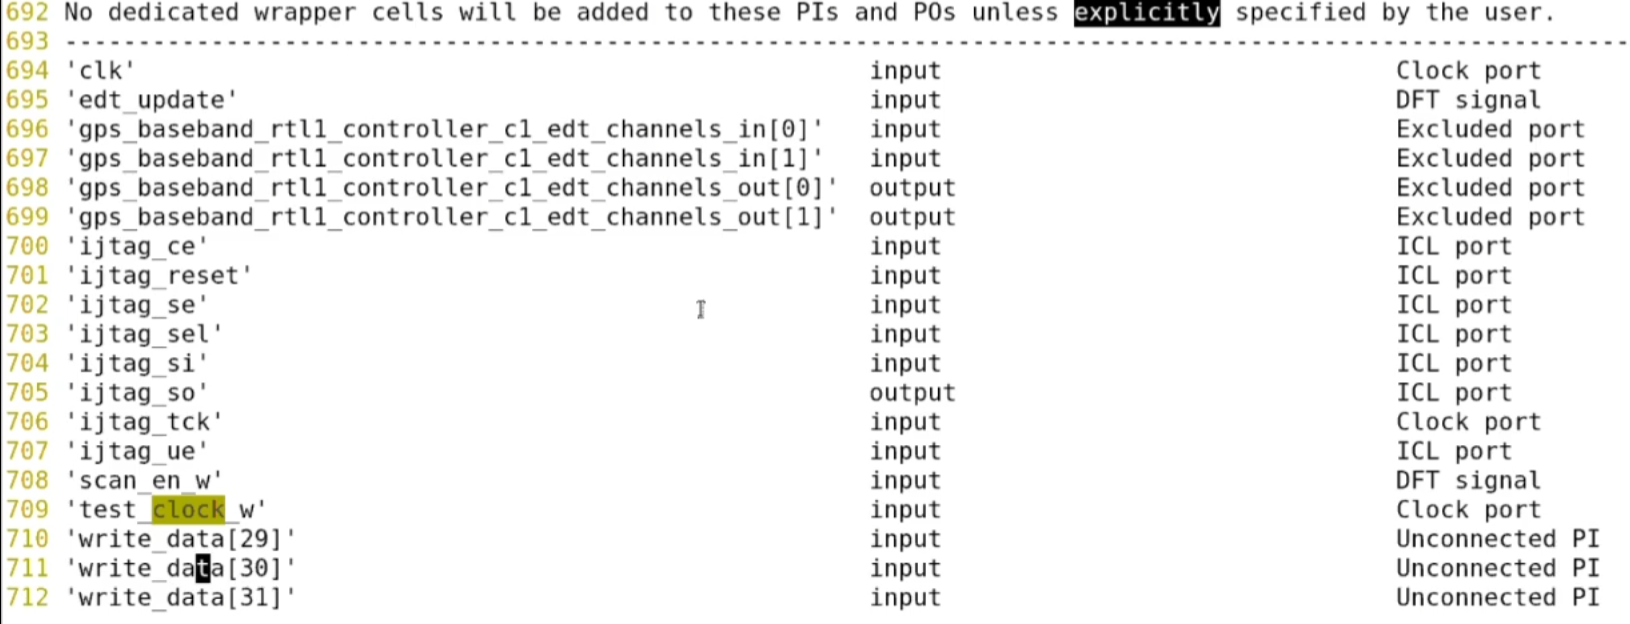 692 No dedicated wrapper cells will be added to these PIs and POs unless explicitly specified by the user.
693 -----------------------------------------------------------------------------------------------------------
694 'clk' input Clock port
695 'edt_update' input DFT signal
696 'gps_baseband_rtl1_controller_c1_edt_channels_in[0]' input Excluded port
697 'gps_baseband_rtl1_controller_c1_edt_channels_in[1]' input Excluded port
698 'gps_baseband_rtl1_controller_c1_edt_channels_out[0]' output Excluded port
699 'gps_baseband_rtl1_controller_c1_edt_channels_out[1]' output Excluded port
700 'ijtag_ce' input ICL port
701 'ijtag_reset' input ICL port
702 'ijtag_se' input ICL port
703 'ijtag_sel' input ICL port
704 'ijtag_si' input ICL port
705 'ijtag_so' output ICL port
706 'ijtag_tck' input Clock port
707 'ijtag_ue' input ICL port
708 'scan_en_w' input DFT signal
709 'test_clock_w' input Clock port
710 'write_data[29]' input Unconnected PI
711 'write_data[30]' input Unconnected PI
712 'write_data[31]' input Unconnected PI